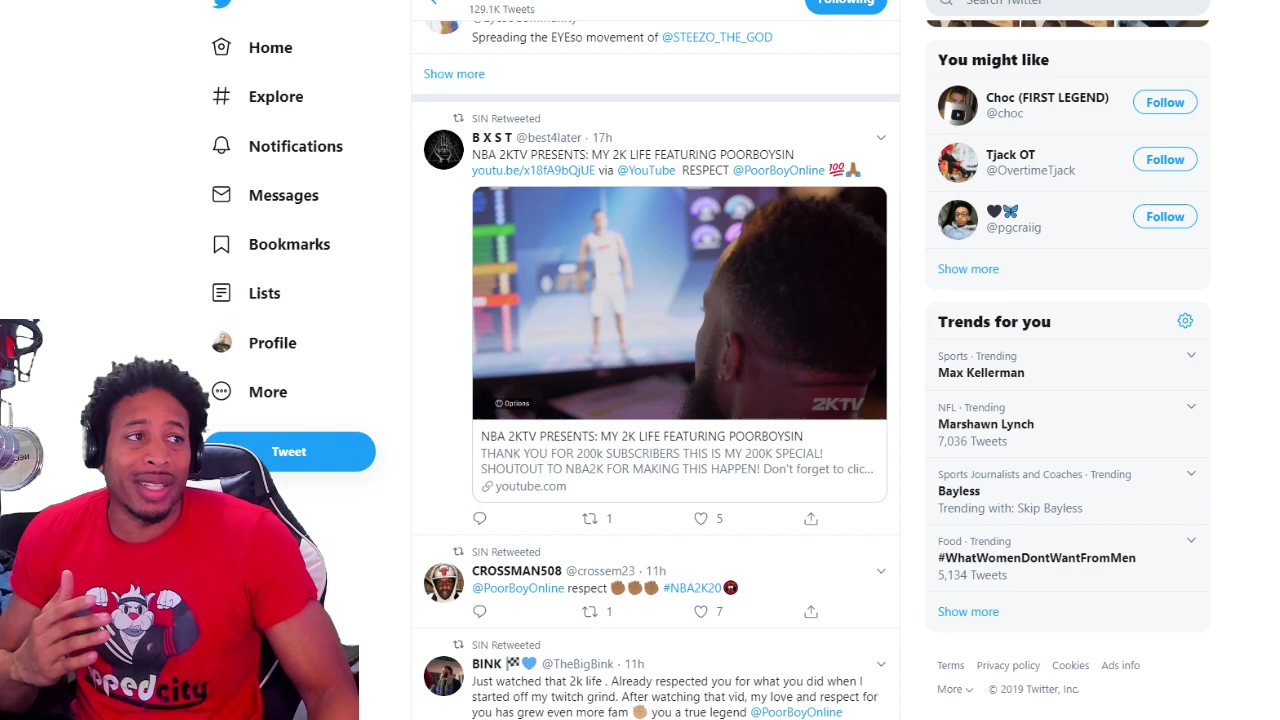 Home
Explore
Notifications
Messages
Bookmarks
Lists
Profile
More
Tweet
129.1K Tweets
Following
Spreading the EYEso movement of @STEEZO_THE_GOD
Show more
SIN Retweeted
B X S T @best4later · 17h
NBA 2KTV PRESENTS: MY 2K LIFE FEATURING POORBOYSIN
youtu.be/x18fA9bQjUE via @YouTube RESPECT @PoorBoyOnline 💯🙏🏾
Options
2KTV
NBA 2KTV PRESENTS: MY 2K LIFE FEATURING POORBOYSIN
THANK YOU FOR 200k SUBSCRIBERS THIS IS MY 200K SPECIAL!
SHOUTOUT TO NBA2K FOR MAKING THIS HAPPEN! Don't forget to clic...
youtube.com
1
5
SIN Retweeted
CROSSMAN508 @crossem23 · 11h
@PoorBoyOnline respect ✊🏾✊🏾✊🏾 #NBA2K20
1
7
SIN Retweeted
BINK 🏁💙 @TheBigBink · 11h
Just watched that 2k life . Already respected you for what you did when I
started off my twitch grind. After watching that vid, my love and respect for
you has grew even more fam ✊🏽 you a true legend @PoorBoyOnline
Search Twitter
You might like
Choc (FIRST LEGEND)
@choc
Follow
Tjack OT
@OvertimeTjack
Follow
🖤🦋
@pgcraiig
Follow
Show more
Trends for you
Sports · Trending
Max Kellerman
NFL · Trending
Marshawn Lynch
7,036 Tweets
Sports Journalists and Coaches · Trending
Bayless
Trending with: Skip Bayless
Food · Trending
#WhatWomenDontWantFromMen
5,134 Tweets
Show more
Terms Privacy policy Cookies Ads info
More © 2019 Twitter, Inc.